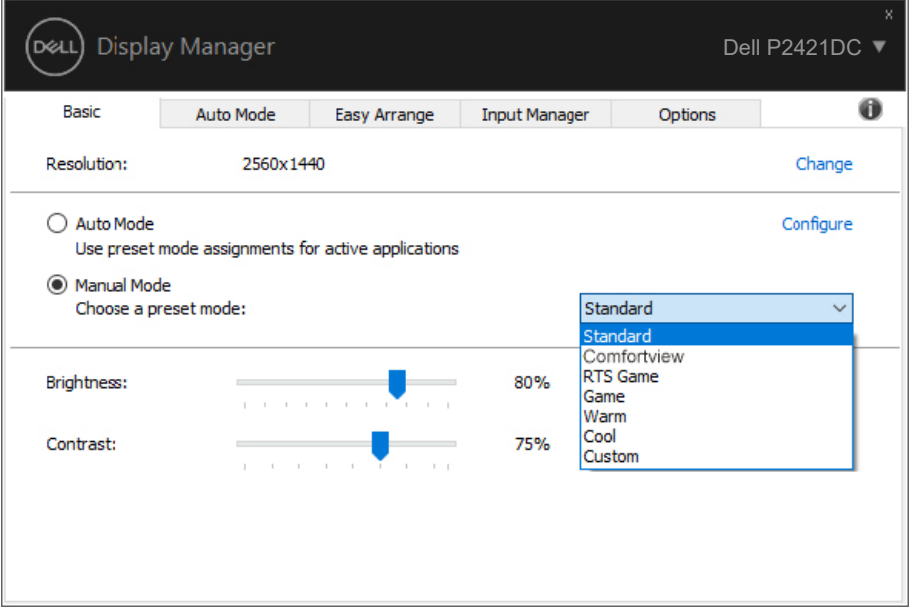 x
DELL Display Manager Dell P2421DC ▼
Basic Auto Mode Easy Arrange Input Manager Options i
Resolution: 2560x1440 Change
Auto Mode Configure
Use preset mode assignments for active applications
Manual Mode
Choose a preset mode: Standard
Standard
Comfortview
RTS Game
Game
Warm
Cool
Custom
Brightness: 80%
Contrast: 75%